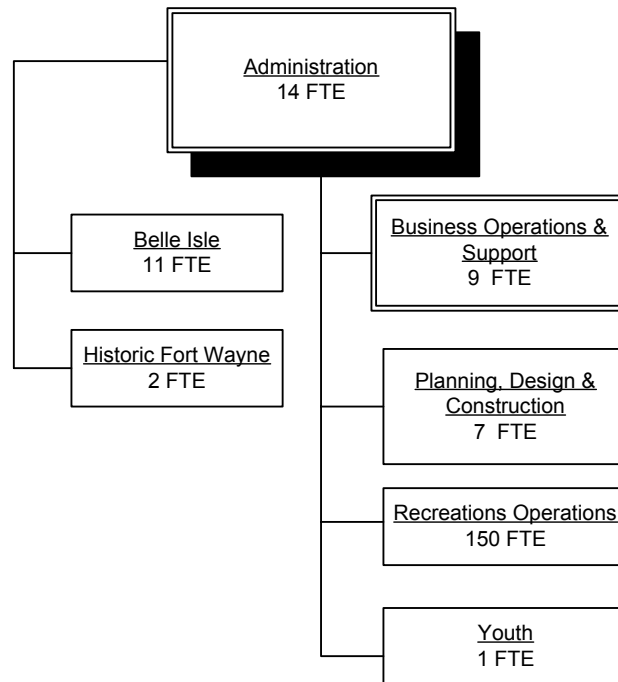 Administration
14 FTE
Belle Isle
11 FTE
Historic Fort Wayne
2 FTE
Business Operations &
Support
9 FTE
Planning, Design &
Construction
7 FTE
Recreations Operations
150 FTE
Youth
1 FTE